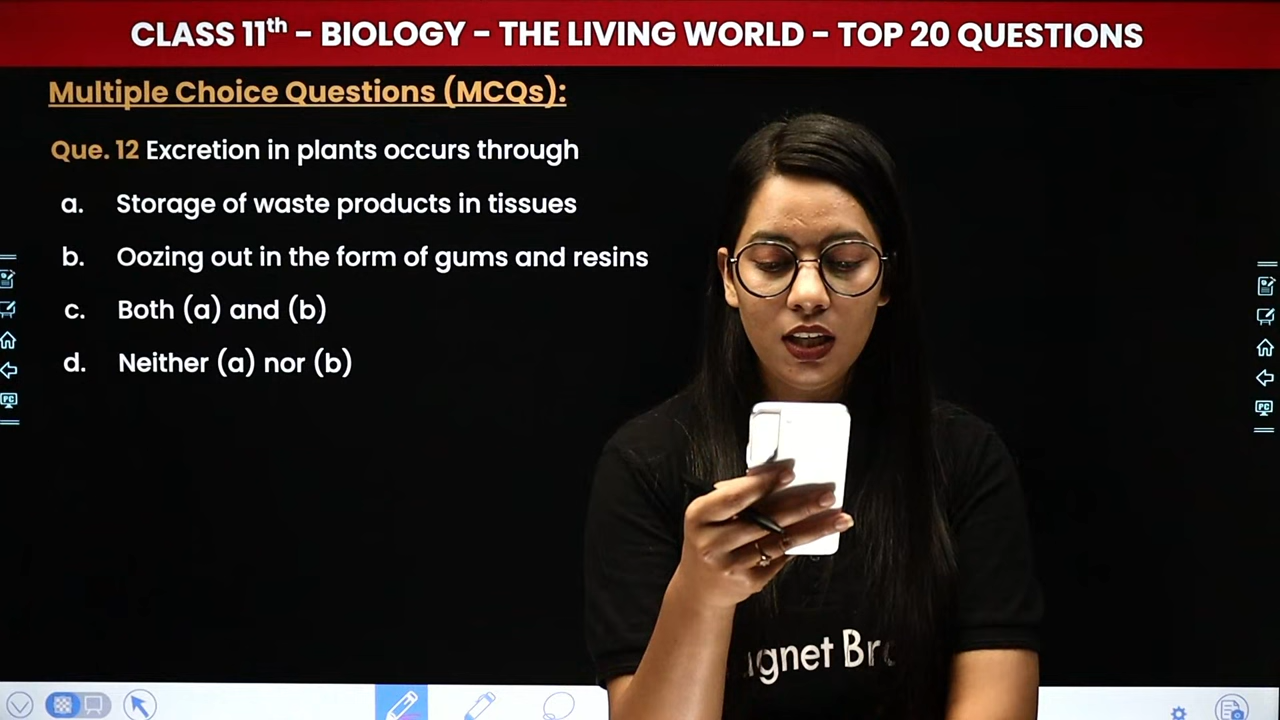 CLASS 11th - BIOLOGY - THE LIVING WORLD - TOP 20 QUESTIONS
Multiple Choice Questions (MCQs):
Que. 12 Excretion in plants occurs through
a. Storage of waste products in tissues
b. Oozing out in the form of gums and resins
c. Both (a) and (b)
d. Neither (a) nor (b)